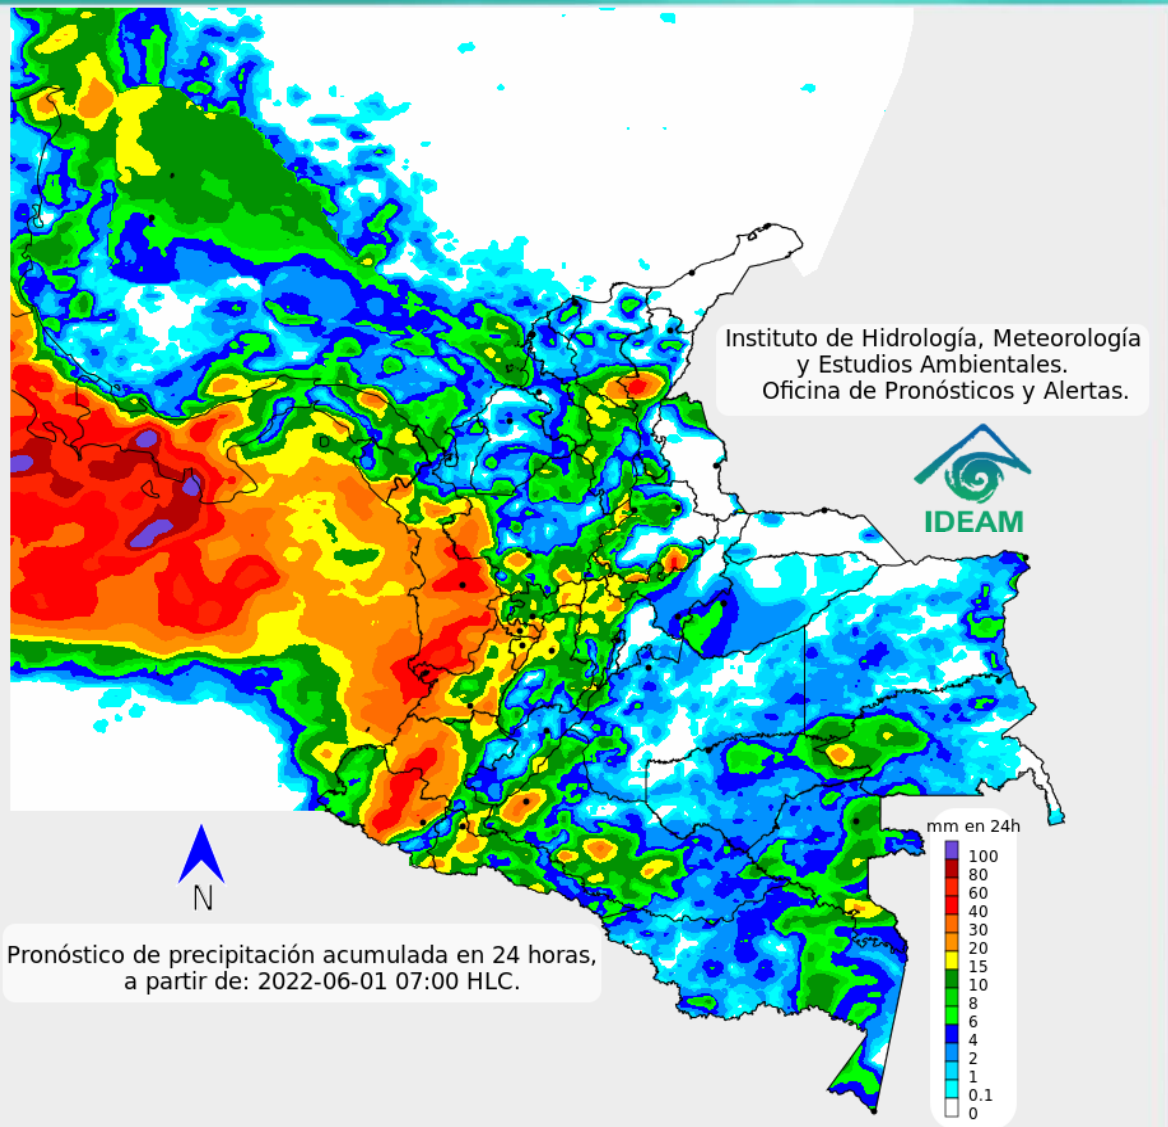 Instituto de Hidrología, Meteorología
y Estudios Ambientales.
Oficina de Pronósticos y Alertas.
IDEAM
mm en 24h
100
80
60
40
30
20
15
10
8
6
4
2
1
0.1
0
N
Pronóstico de precipitación acumulada en 24 horas,
a partir de: 2022-06-01 07:00 HLC.